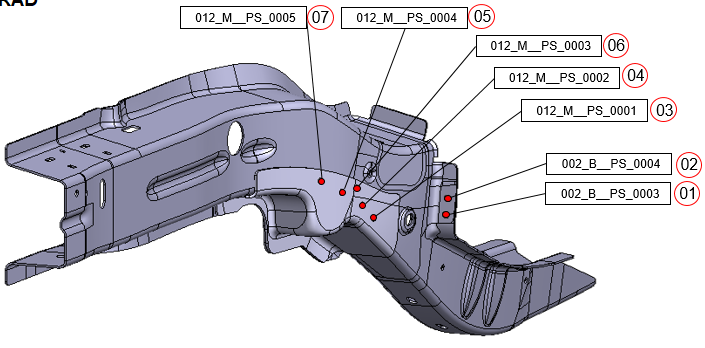 RAD
012_M__PS_0005 07
012_M__PS_0004 05
012_M__PS_0003 06
012_M__PS_0002 04
012_M__PS_0001 03
002_B__PS_0004 02
002_B__PS_0003 01